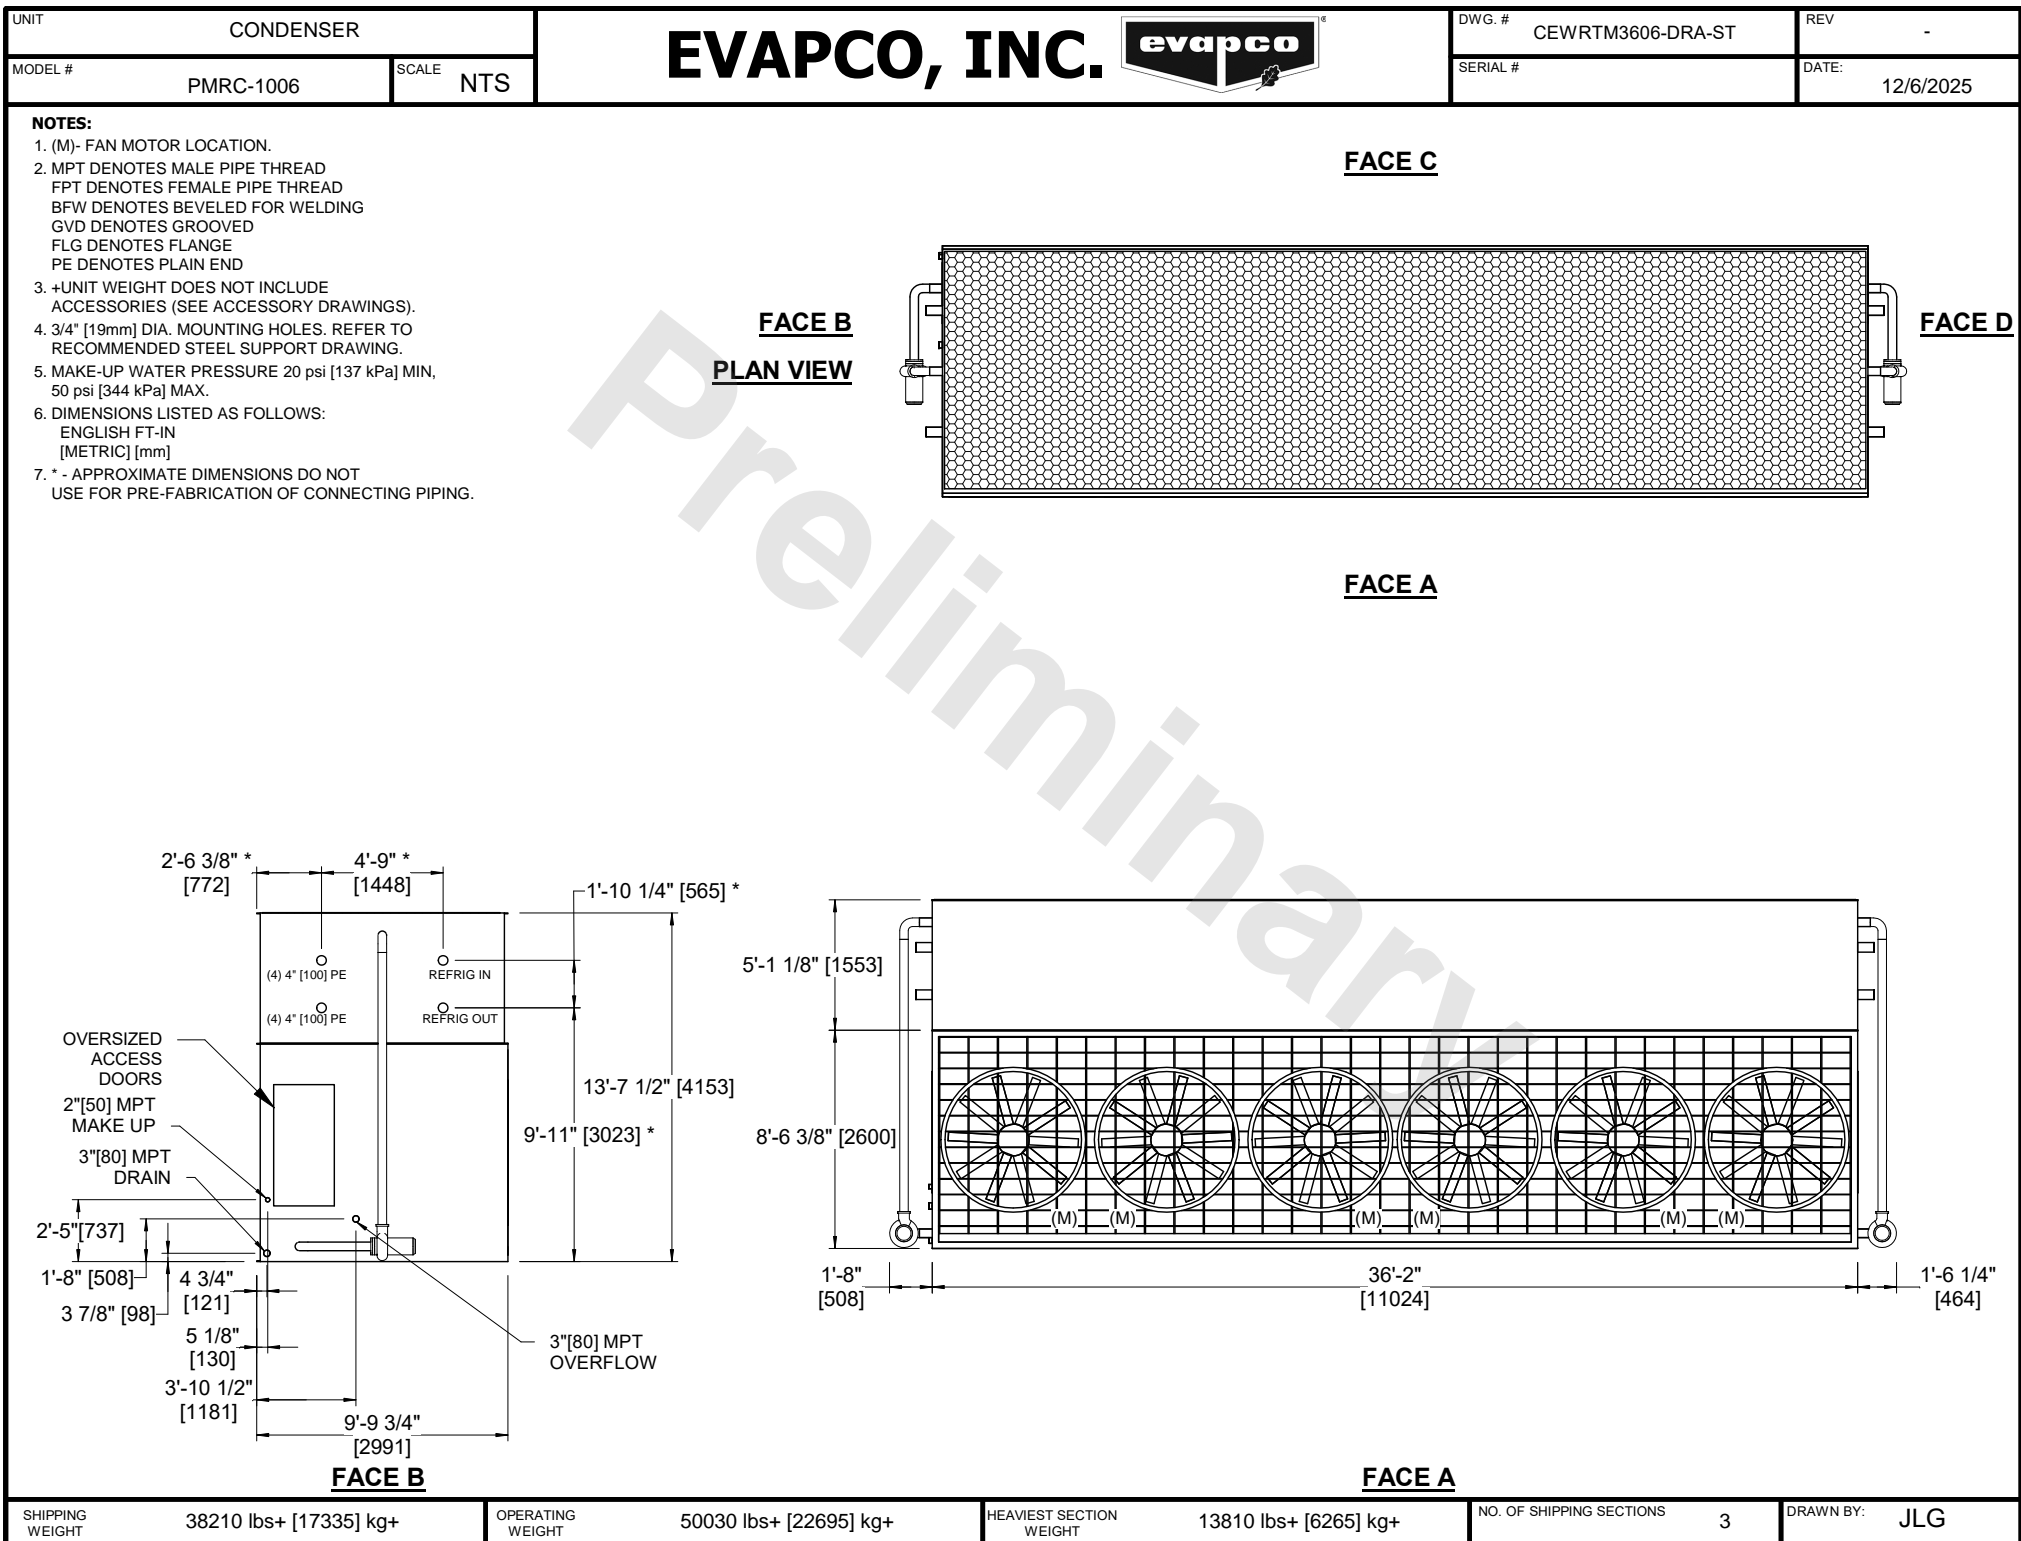 UNIT
CONDENSER
MODEL #
PMRC-1006
SCALE
NTS
EVAPCO, INC.
evapco
®
DWG. #
CEWRTM3606-DRA-ST
REV
-
SERIAL #
DATE:
12/6/2025
NOTES:
1. (M)- FAN MOTOR LOCATION.
2. MPT DENOTES MALE PIPE THREAD
FPT DENOTES FEMALE PIPE THREAD
BFW DENOTES BEVELED FOR WELDING
GVD DENOTES GROOVED
FLG DENOTES FLANGE
PE DENOTES PLAIN END
3. +UNIT WEIGHT DOES NOT INCLUDE
ACCESSORIES (SEE ACCESSORY DRAWINGS).
4. 3/4" [19mm] DIA. MOUNTING HOLES. REFER TO
RECOMMENDED STEEL SUPPORT DRAWING.
5. MAKE-UP WATER PRESSURE 20 psi [137 kPa] MIN,
50 psi [344 kPa] MAX.
6. DIMENSIONS LISTED AS FOLLOWS:
ENGLISH FT-IN
[METRIC] [mm]
7. * - APPROXIMATE DIMENSIONS DO NOT
USE FOR PRE-FABRICATION OF CONNECTING PIPING.
FACE C
FACE B
PLAN VIEW
FACE D
FACE A
Preliminary
2'-6 3/8" *
[772]
4'-9" *
[1448]
1'-10 1/4" [565] *
(4) 4" [100] PE
REFRIG IN
(4) 4" [100] PE
REFRIG OUT
OVERSIZED
ACCESS
DOORS
2"[50] MPT
MAKE UP
3"[80] MPT
DRAIN
13'-7 1/2" [4153]
9'-11" [3023] *
2'-5"[737]
1'-8" [508]
3 7/8" [98]
4 3/4"
[121]
5 1/8"
[130]
3'-10 1/2"
[1181]
9'-9 3/4"
[2991]
3"[80] MPT
OVERFLOW
FACE B
5'-1 1/8" [1553]
8'-6 3/8" [2600]
(M) (M) (M) (M) (M) (M)
1'-8"
[508]
36'-2"
[11024]
1'-6 1/4"
[464]
FACE A
SHIPPING
WEIGHT
38210 lbs+ [17335] kg+
OPERATING
WEIGHT
50030 lbs+ [22695] kg+
HEAVIEST SECTION
WEIGHT
13810 lbs+ [6265] kg+
NO. OF SHIPPING SECTIONS
3
DRAWN BY:
JLG